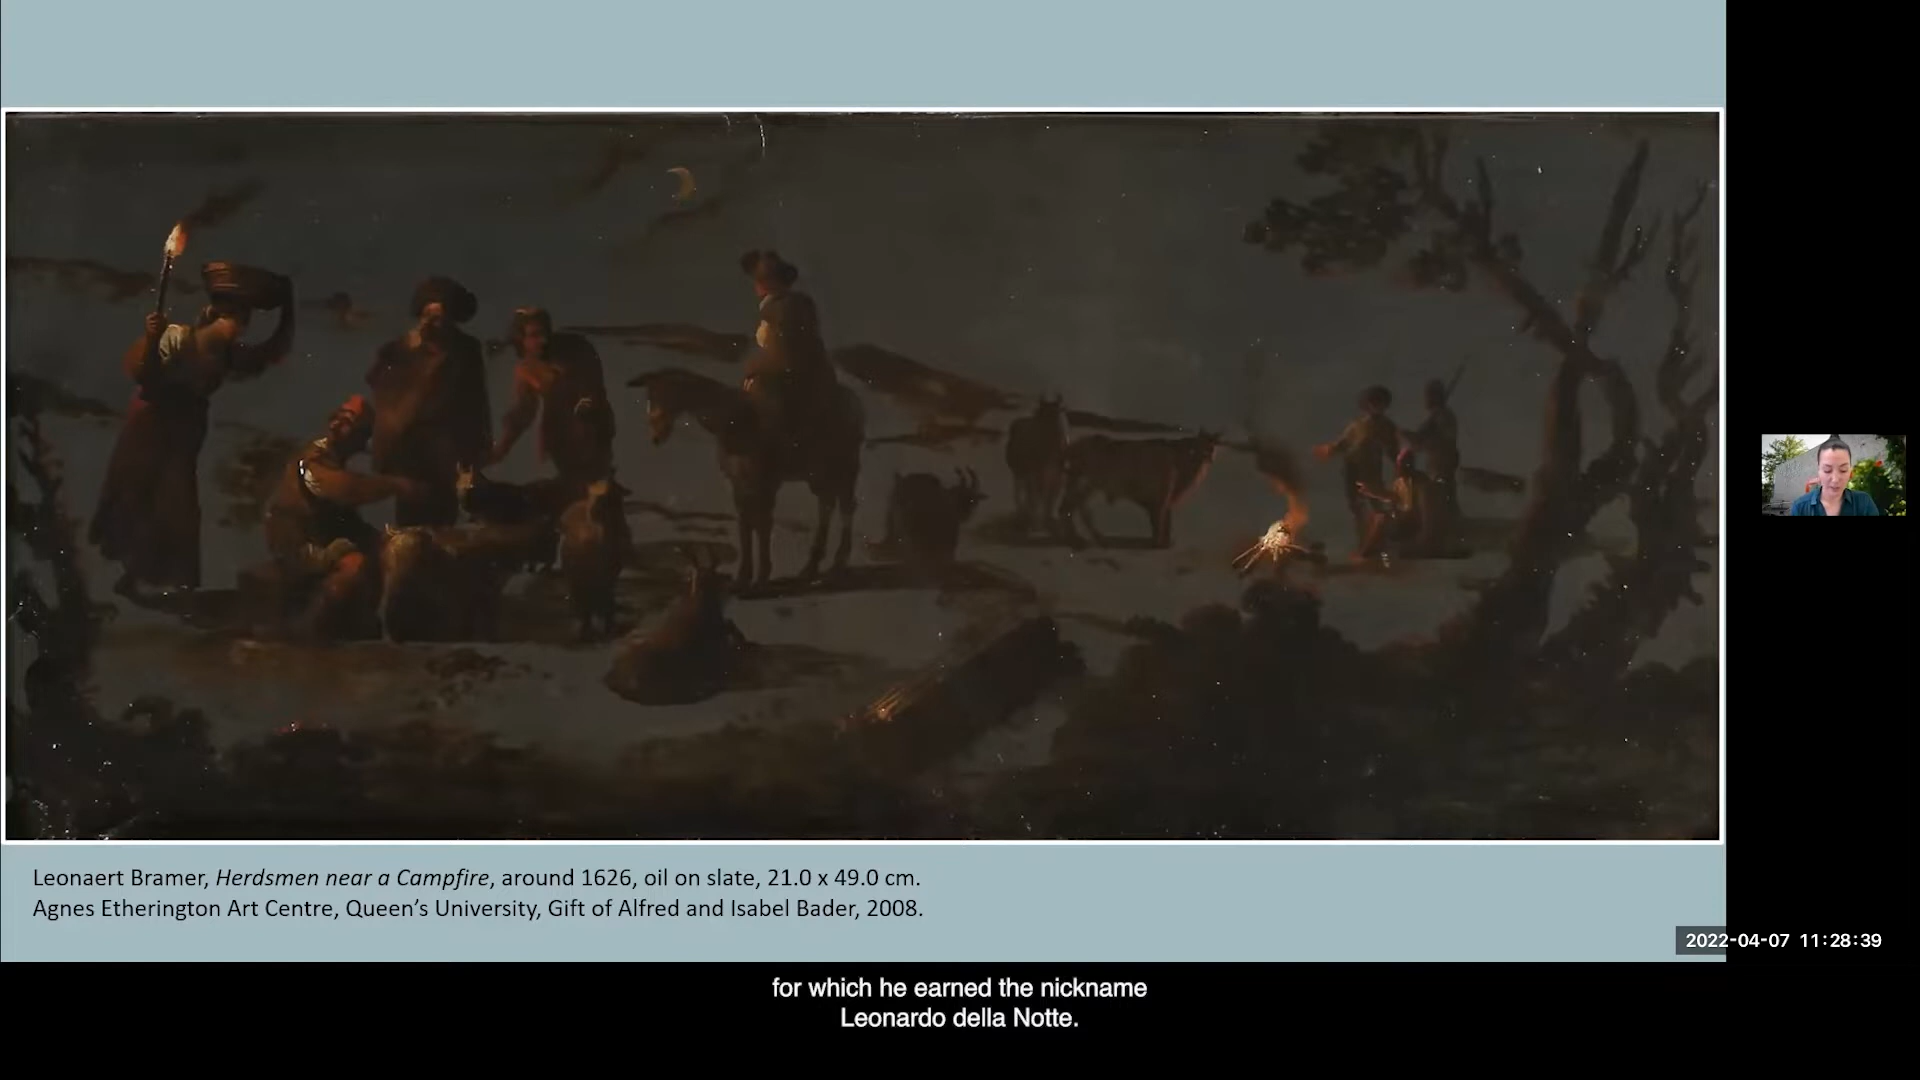 Leonaert Bramer, Herdsmen near a Campfire, around 1626, oil on slate, 21.0 x 49.0 cm.
Agnes Etherington Art Centre, Queen’s University, Gift of Alfred and Isabel Bader, 2008.
2022-04-07 11:28:39
for which he earned the nickname
Leonardo della Notte.